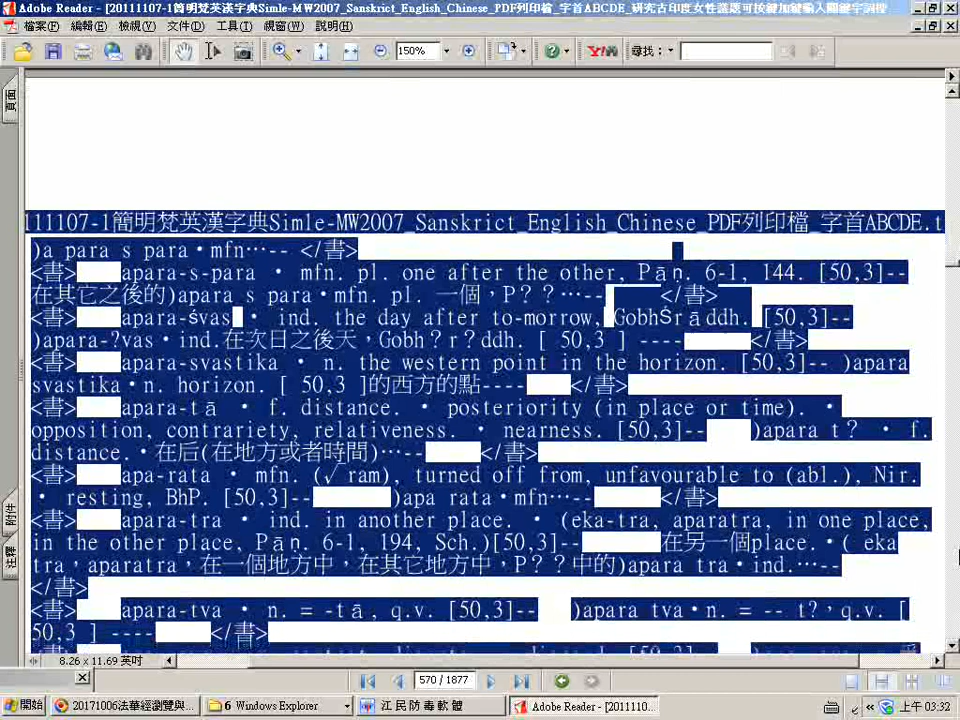 Adobe Reader - [20111107-1簡明梵英漢字典Simle-MW2007_Sanskrict_English_Chinese_PDF列印檔_字首ABCDE_研究古印度女性議題可按加鍵輸入關鍵字詞搜
檔案(F) 編輯(E) 檢視(V) 文件(D) 工具(T) 視窗(W) 說明(H)
150% 尋找:
頁面
111107-1簡明梵英漢字典Simle-MW2007_Sanskrict_English_Chinese_PDF列印檔_字首ABCDE.t
)a para s para•mfn…-- </書>
<書> apara-s-para • mfn. pl. one after the other, Pāṇ. 6-1, 144. [50,3]--
在其它之後的)apara s para•mfn. pl. 一個，P？？…-- </書>
<書> apara-śvas • ind. the day after to-morrow, GobhŚrāddh. [50,3]--
)apara-?vas•ind.在次日之後天，Gobh？r？ddh. [ 50,3 ] ---- </書>
<書> apara-svastika • n. the western point in the horizon. [50,3]-- )apara
svastika•n. horizon. [ 50,3 ]的西方的點---- </書>
<書> apara-tā • f. distance. • posteriority (in place or time). •
opposition, contrariety, relativeness. • nearness. [50,3]-- )apara t？ • f.
distance.•在后(在地方或者時間)…-- </書>
<書> apa-rata • mfn. (√ram), turned off from, unfavourable to (abl.), Nir.
• resting, BhP. [50,3]-- )apa rata•mfn…-- </書>
<書> apara-tra • ind. in another place. • (eka-tra, aparatra, in one place,
in the other place, Pāṇ. 6-1, 194, Sch.)[50,3]-- 在另一個place.•( eka
tra，aparatra，在一個地方中，在其它地方中，P？？中的)apara tra•ind.…--
</書>
<書> apara-tva • n. = -tā, q.v. [50,3]-- )apara tva•n. = -- t?，q.v. [
50,3 ] ---- </書>
附件
注釋
8.26 x 11.69 英吋
570 / 1877
開始 20171006法華經瀏覽與... 6 Windows Explorer 江民防毒軟體 Adobe Reader - [2011110... 上午 03:32